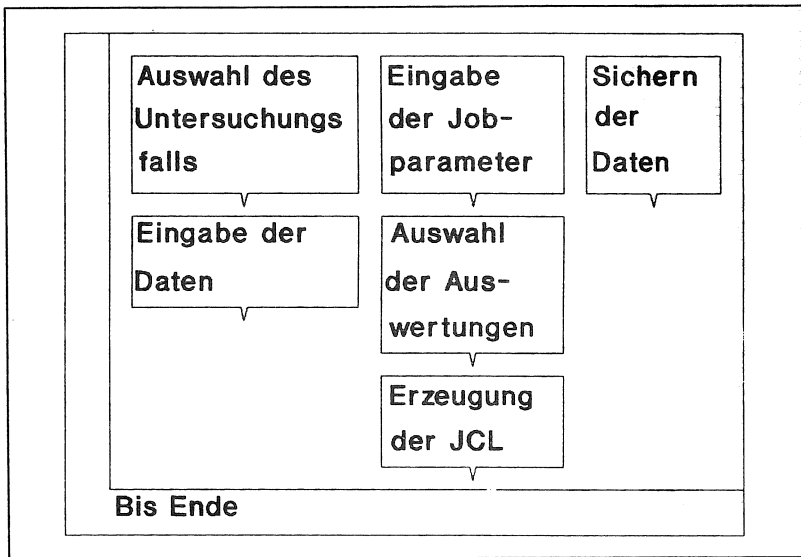 Auswahl des
Untersuchungs
falls
Eingabe der
Daten
Eingabe
der Job-
parameter
Auswahl
der Aus-
wertungen
Erzeugung
der JCL
Sichern
der
Daten
Bis Ende